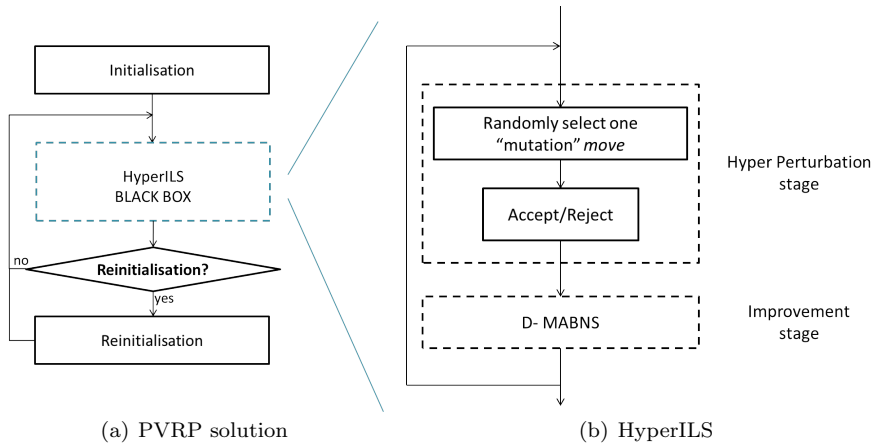 Initialisation
HyperILS
BLACK BOX
Reinitialisation?
no
yes
Reinitialisation
(a) PVRP solution
Randomly select one
“mutation” move
Accept/Reject
Hyper Perturbation
stage
D- MABNS
Improvement
stage
(b) HyperILS